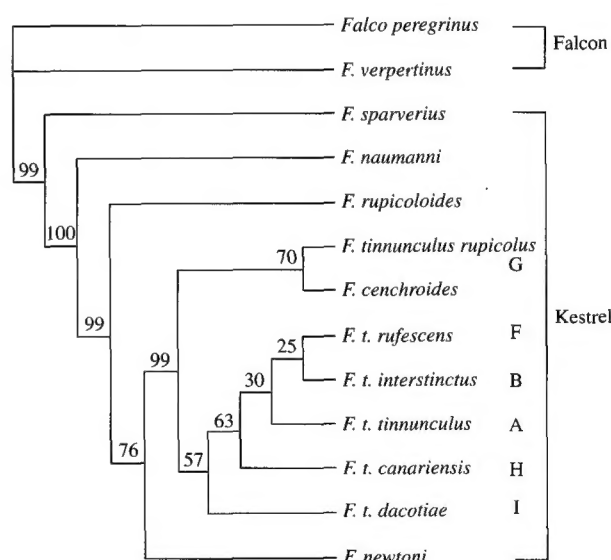 Falco peregrinus
Falcon
F. verpertinus
F. sparverius
99
F. naumanni
100
F. rupicoloides
F. tinnunculus rupicolus
70
G
F. cenchroides
Kestrel
99
F. t. rufescens F
25
99
F. t. interstinctus B
30
F. t. tinnunculus A
63
76
57
F. t. canariensis H
F. t. dacotiae I
F. newtoni